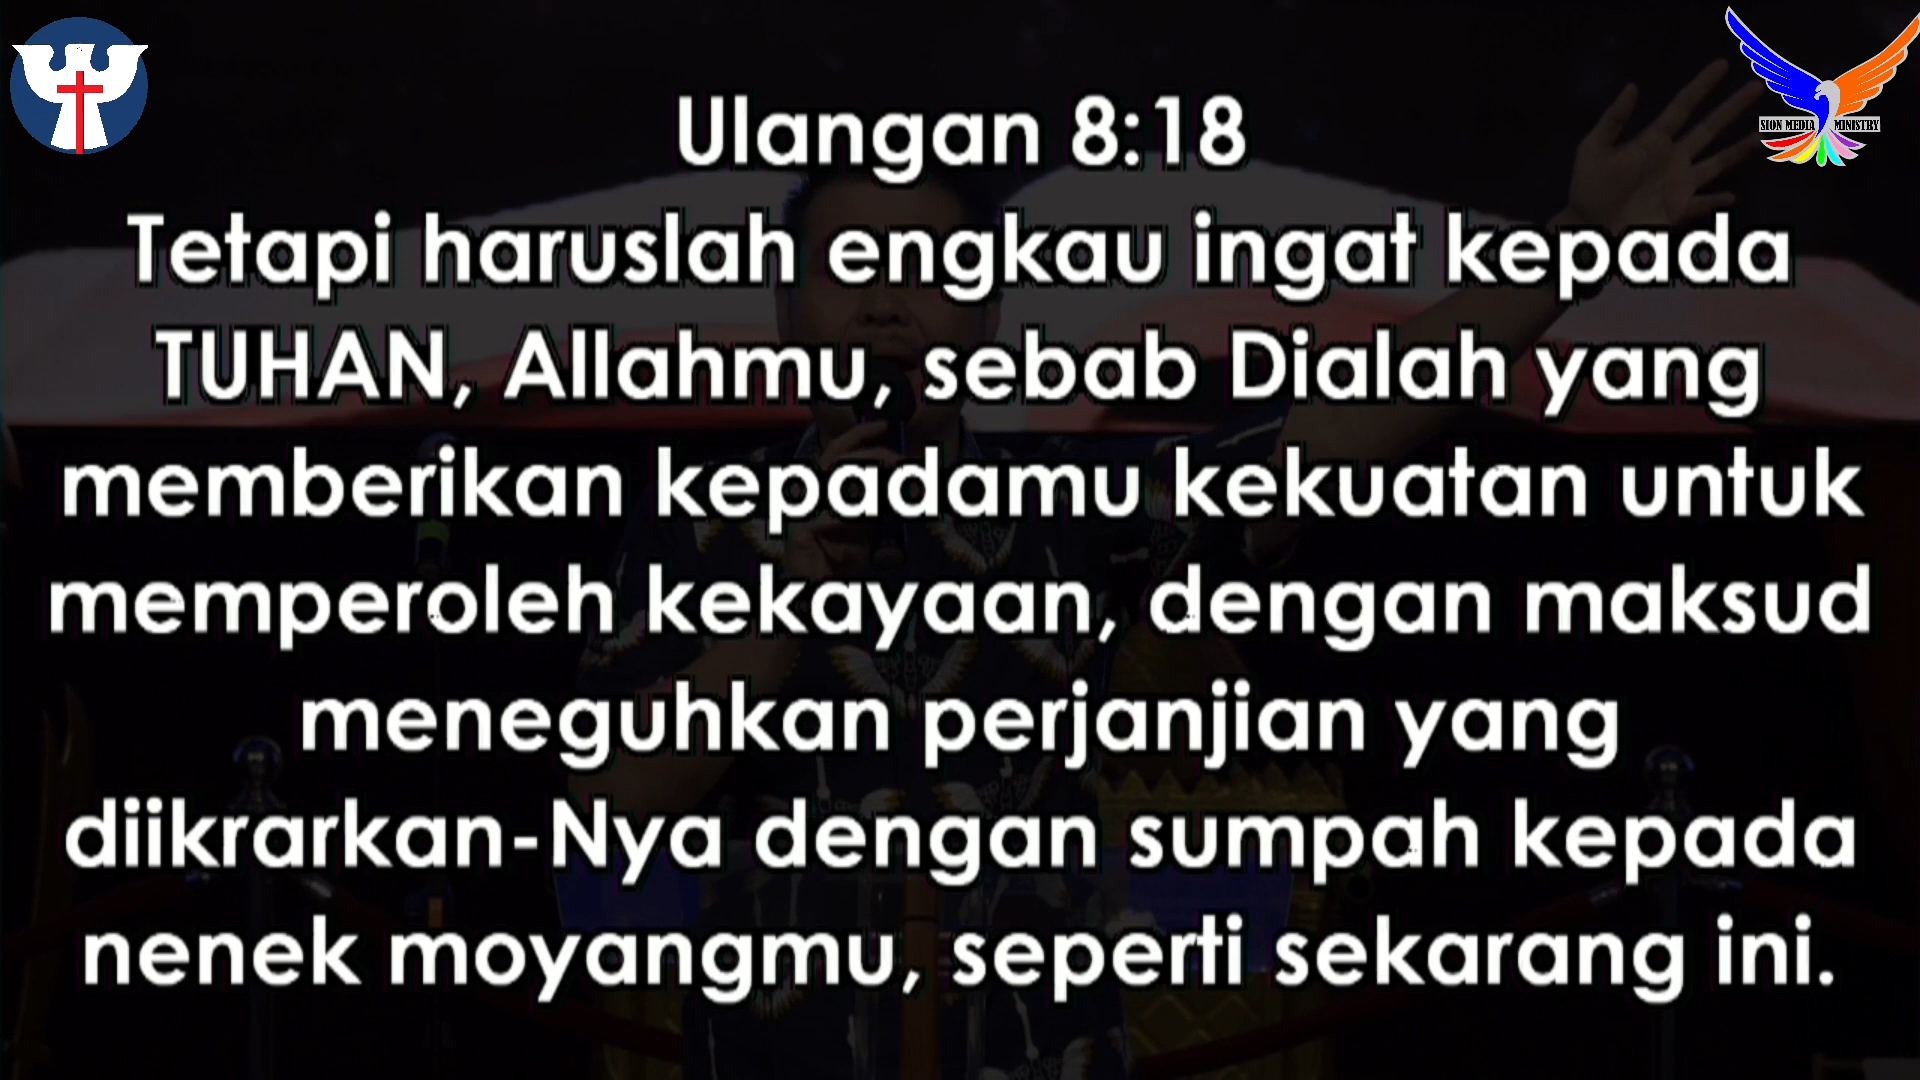 SION MEDIA MINISTRY
Ulangan 8:18
Tetapi haruslah engkau ingat kepada
TUHAN, Allahmu, sebab Dialah yang
memberikan kepadamu kekuatan untuk
memperoleh kekayaan, dengan maksud
meneguhkan perjanjian yang
diikrarkan-Nya dengan sumpah kepada
nenek moyangmu, seperti sekarang ini.